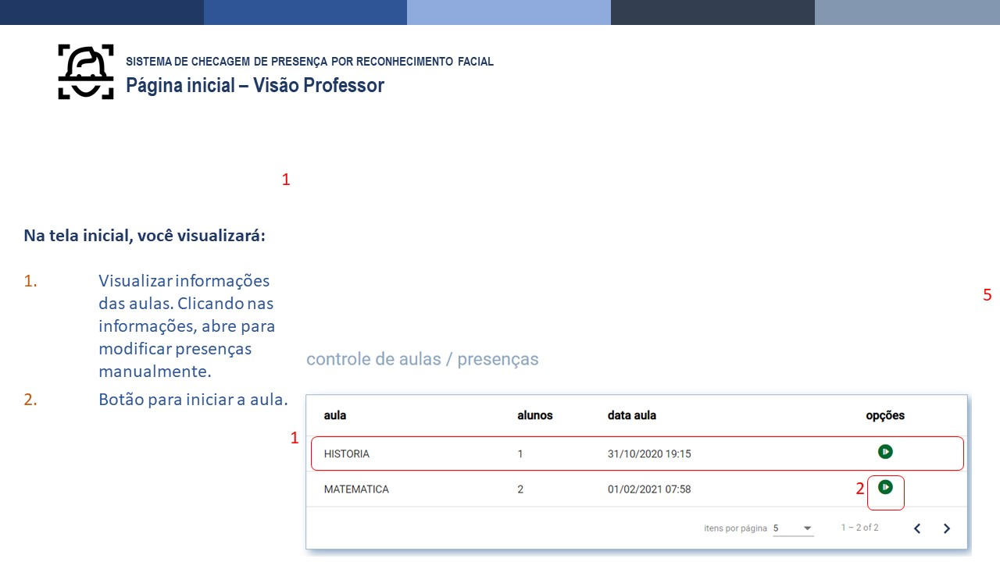 SISTEMA DE CHECAGEM DE PRESENÇA POR RECONHECIMENTO FACIAL
Página inicial – Visão Professor
1
Na tela inicial, você visualizará:
1. Visualizar informações
das aulas. Clicando nas
informações, abre para
modificar presenças
manualmente.
2. Botão para iniciar a aula.
5
controle de aulas / presenças
aula alunos data aula opções
1
HISTORIA 1 31/10/2020 19:15
MATEMATICA 2 01/02/2021 07:58 2
itens por página 5 1 – 2 of 2